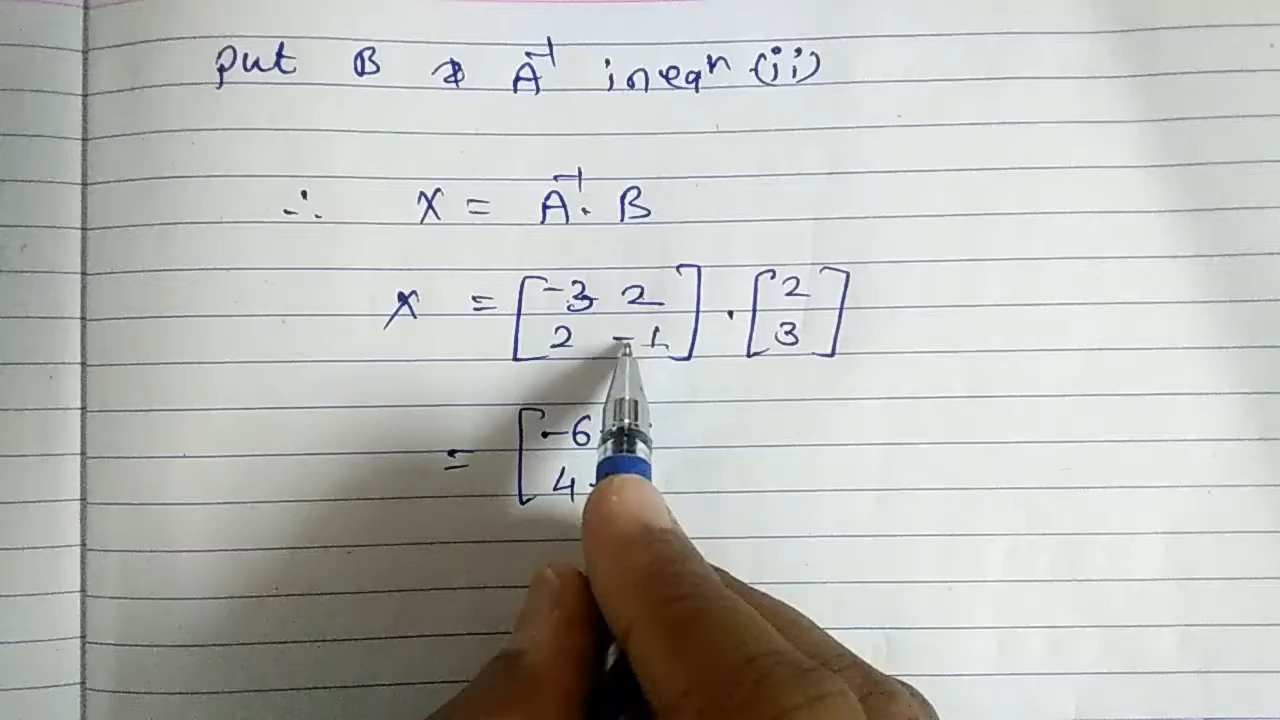 put B & A⁻¹ in eqⁿ (ii)
∴ X = A⁻¹. B
X = [-3 2] . [2]
2 -1 3
= [-6
4